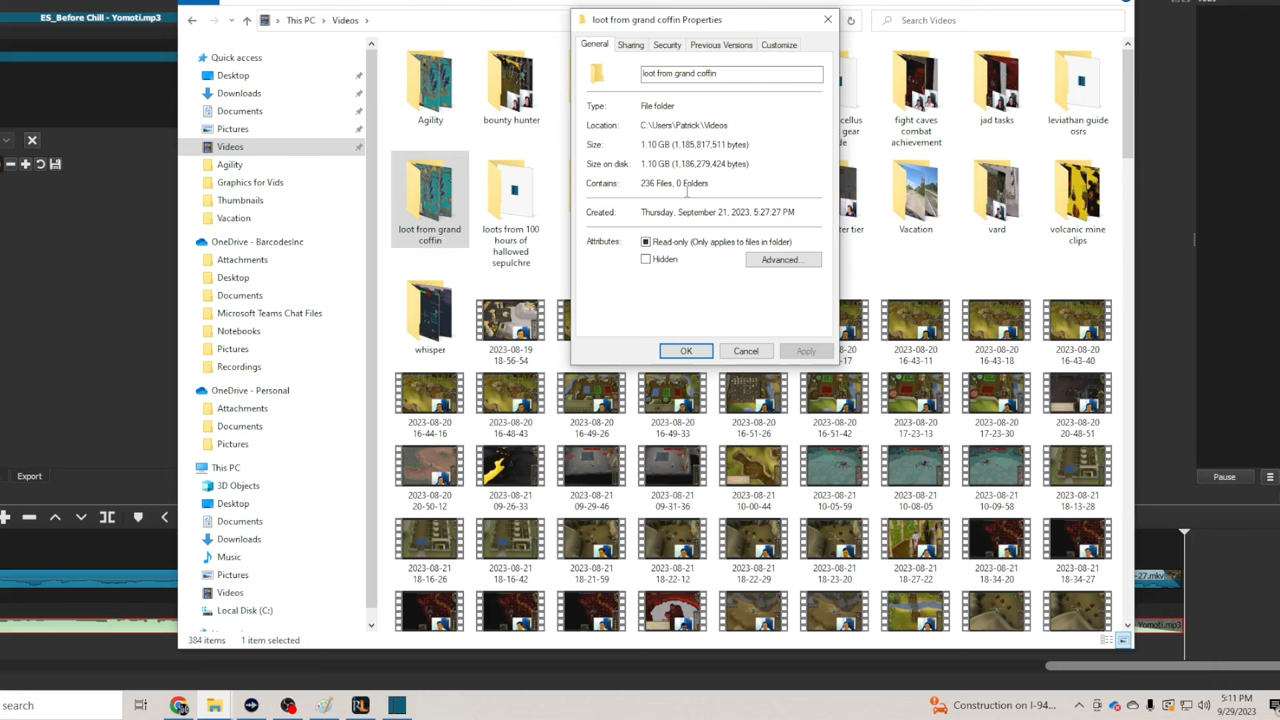 ES_Before Chill - Yomoti.mp3
This PC > Videos >
Search Videos
loot from grand coffin Properties
General Sharing Security Previous Versions Customize
loot from grand coffin
Type: File folder
Location: C:\Users\Patrick\Videos
Size: 1.10 GB (1,185,817,511 bytes)
Size on disk: 1.10 GB (1,186,279,424 bytes)
Contains: 236 Files, 0 Folders
Created: Thursday, September 21, 2023, 5:27:27 PM
Attributes: Read-only (Only applies to files in folder)
Hidden
Advanced...
OK Cancel Apply
Quick access
Desktop
Downloads
Documents
Pictures
Videos
Agility
Graphics for Vids
Thumbnails
Vacation
OneDrive - BarcodesInc
Attachments
Desktop
Documents
Microsoft Teams Chat Files
Notebooks
Pictures
Recordings
OneDrive - Personal
Attachments
Documents
Pictures
This PC
3D Objects
Desktop
Documents
Downloads
Music
Pictures
Videos
Local Disk (C:)
Agility
bounty hunter
cellus
gear
fight caves
combat
achievement
jad tasks
leviathan guide
osrs
loot from grand
coffin
loots from 100
hours of
hallowed
sepulchre
ter tier
Vacation
vard
volcanic mine
clips
whisper
2023-08-19
18-56-54
2023-08-20
-17
2023-08-20
16-43-11
2023-08-20
16-43-18
2023-08-20
16-43-40
2023-08-20
16-44-16
2023-08-20
16-48-43
2023-08-20
16-49-26
2023-08-20
16-49-33
2023-08-20
16-51-26
2023-08-20
16-51-42
2023-08-20
17-23-13
2023-08-20
17-23-30
2023-08-20
20-48-51
2023-08-20
20-50-12
2023-08-21
09-26-33
2023-08-21
09-29-46
2023-08-21
09-31-36
2023-08-21
10-00-44
2023-08-21
10-05-59
2023-08-21
10-08-05
2023-08-21
10-09-58
2023-08-21
18-13-28
2023-08-21
18-16-26
2023-08-21
18-16-42
2023-08-21
18-21-59
2023-08-21
18-22-12
2023-08-21
18-22-29
2023-08-21
18-23-20
2023-08-21
18-27-22
2023-08-21
18-34-20
2023-08-21
18-34-27
384 items 1 item selected
Export
Pause
-27.mkv
Yomoti.mp3
search
Construction on I-94...
5:11 PM
9/29/2023